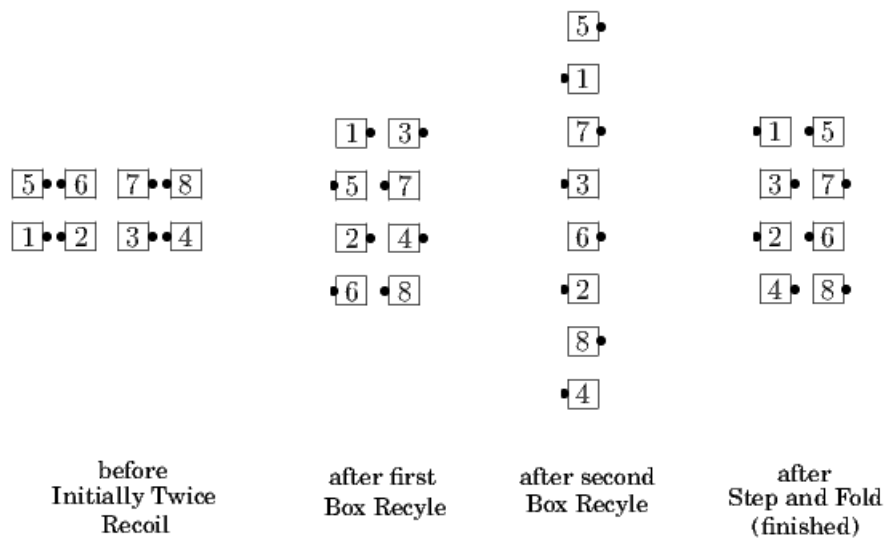 5 6 7 8
1 2 3 4
before
Initially Twice
Recoil
1 3
5 7
2 4
6 8
after first
Box Recyle
5
1
7
3
6
2
8
4
after second
Box Recyle
1 5
3 7
2 6
4 8
after
Step and Fold
(finished)